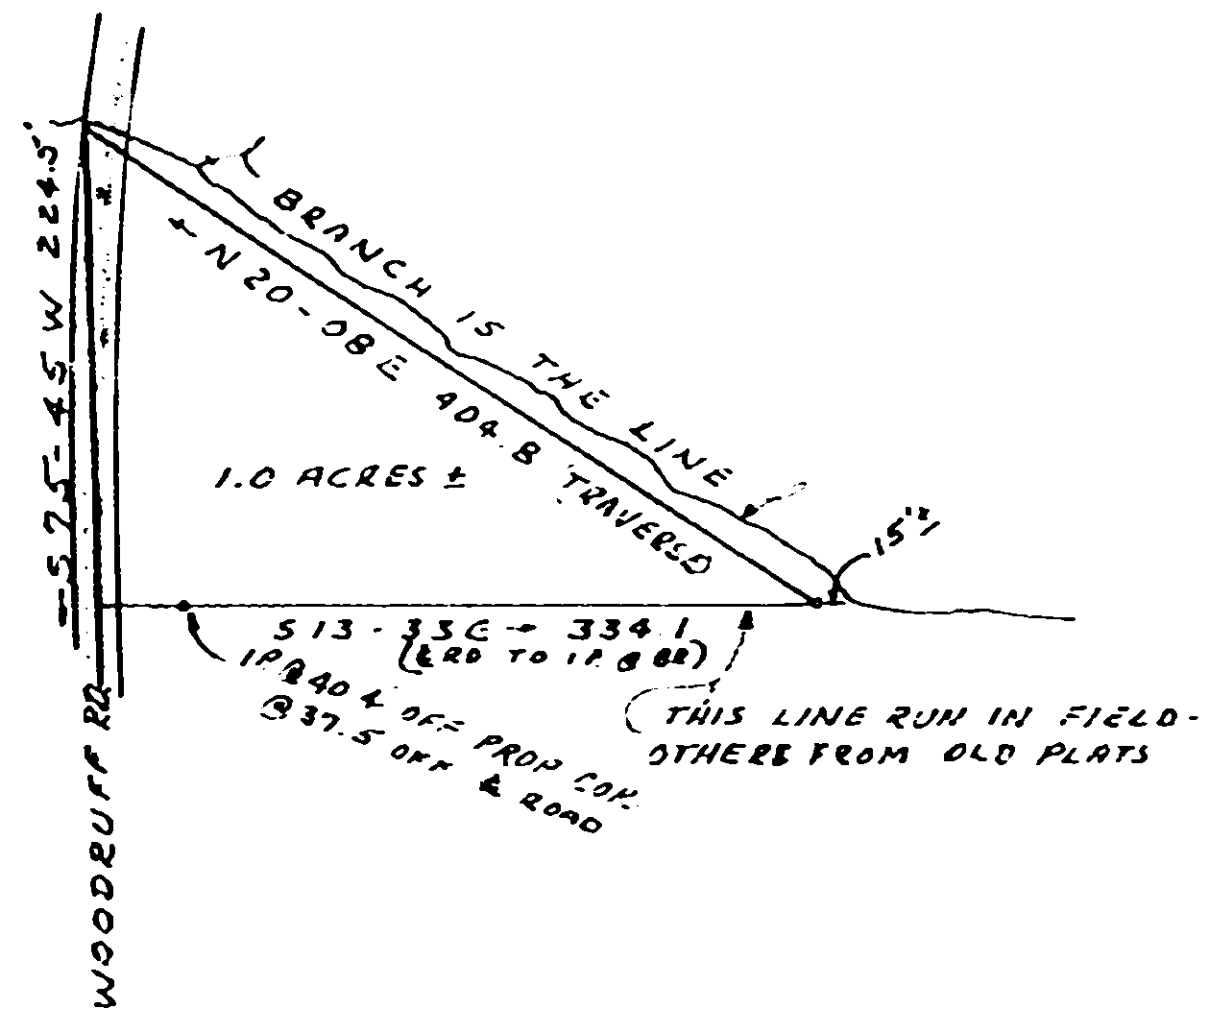 S 75-45 W 224.5'
BRANCH IS THE LINE
← N 20-08 E 404.8 TRAVERSD
1.0 ACRES ±
15'±
S 13-33 E → 334.1
(℄ RD TO I.P. @ BR)
IP @ 40 ℄ OFF PROP COR.
@ 37.5 OFF ℄ ROAD
THIS LINE RUN IN FIELD-
OTHERS FROM OLD PLATS
WOODRUFF RD